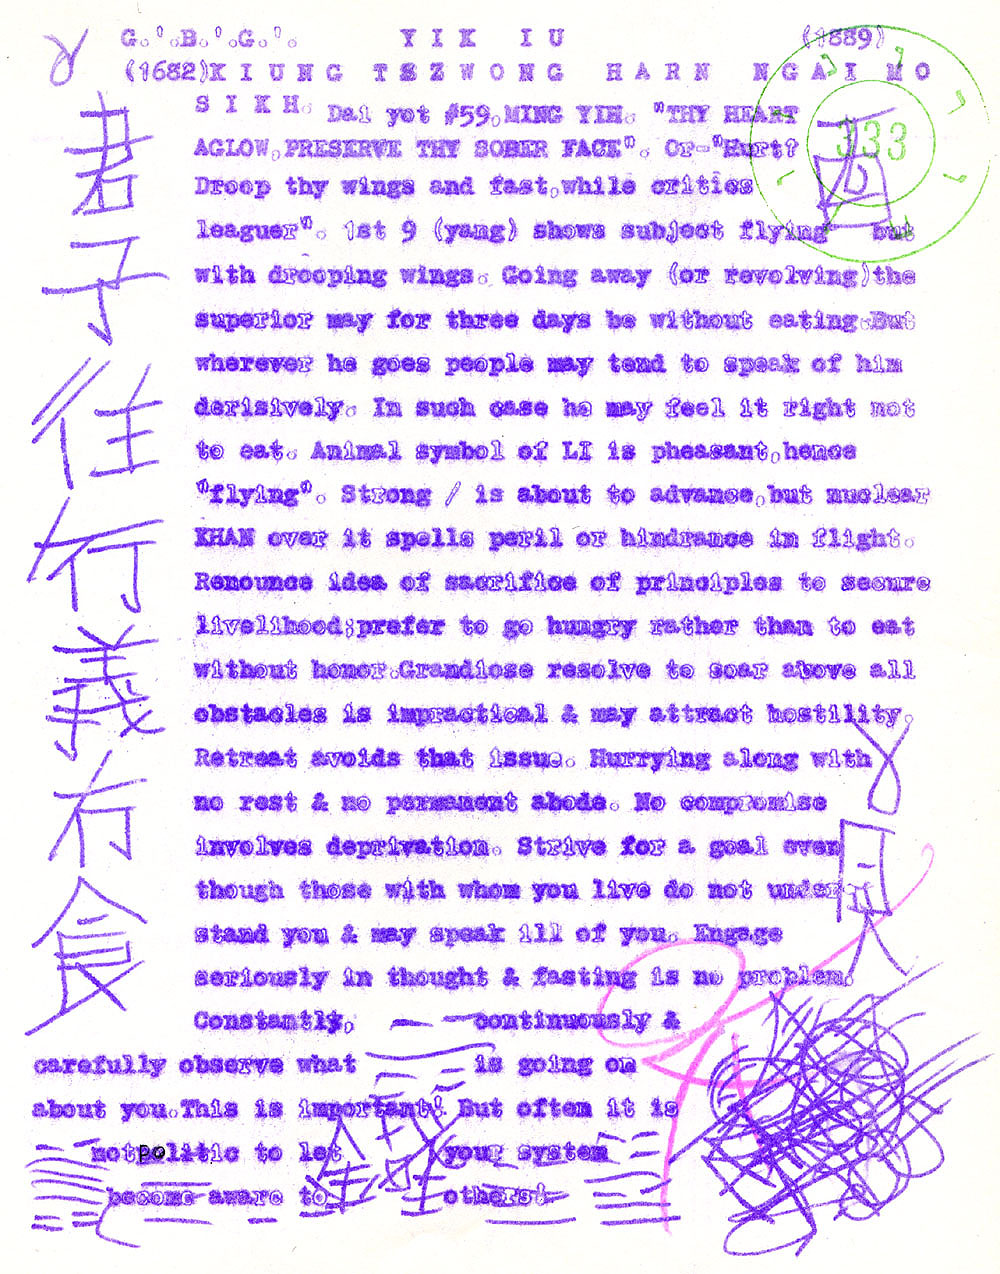 G.'.B.'.G.'. YIK IU (1889)
(1682)KIUNG TSZWONG HARN NGAI MO
SIKH. Dai yot #59,MING YIH. "THY HEART
AGLOW,PRESERVE THY SOBER FACE". Or-"Hurt?
Droop thy wings and fast,while critics
leaguer". 1st 9 (yang) shows subject flying but
with drooping wings. Going away (or revolving)the
superior may for three days be without eating.But
wherever he goes people may tend to speak of him
derisively. In such case he may feel it right not
to eat. Animal symbol of LI is pheasant,hence
"flying". Strong / is about to advance,but nuclear
KHAN over it spells peril or hindrance in flight.
Renounce idea of sacrifice of principles to secure
livelihood;prefer to go hungry rather than to eat
without honor.Grandiose resolve to soar above all
obstacles is impractical & may attract hostility.
Retreat avoids that issue. Hurrying along with
no rest & no permanent abode. No compromise
involves deprivation. Strive for a goal even
though those with whom you live do not under
stand you & may speak ill of you. Engage
seriously in thought & fasting is no problem.
Constantly, continuously &
carefully observe what is going on
about you.This is important! But often it is
not politic to let your system
become aware to others!
君
子
往
行
義
食
333